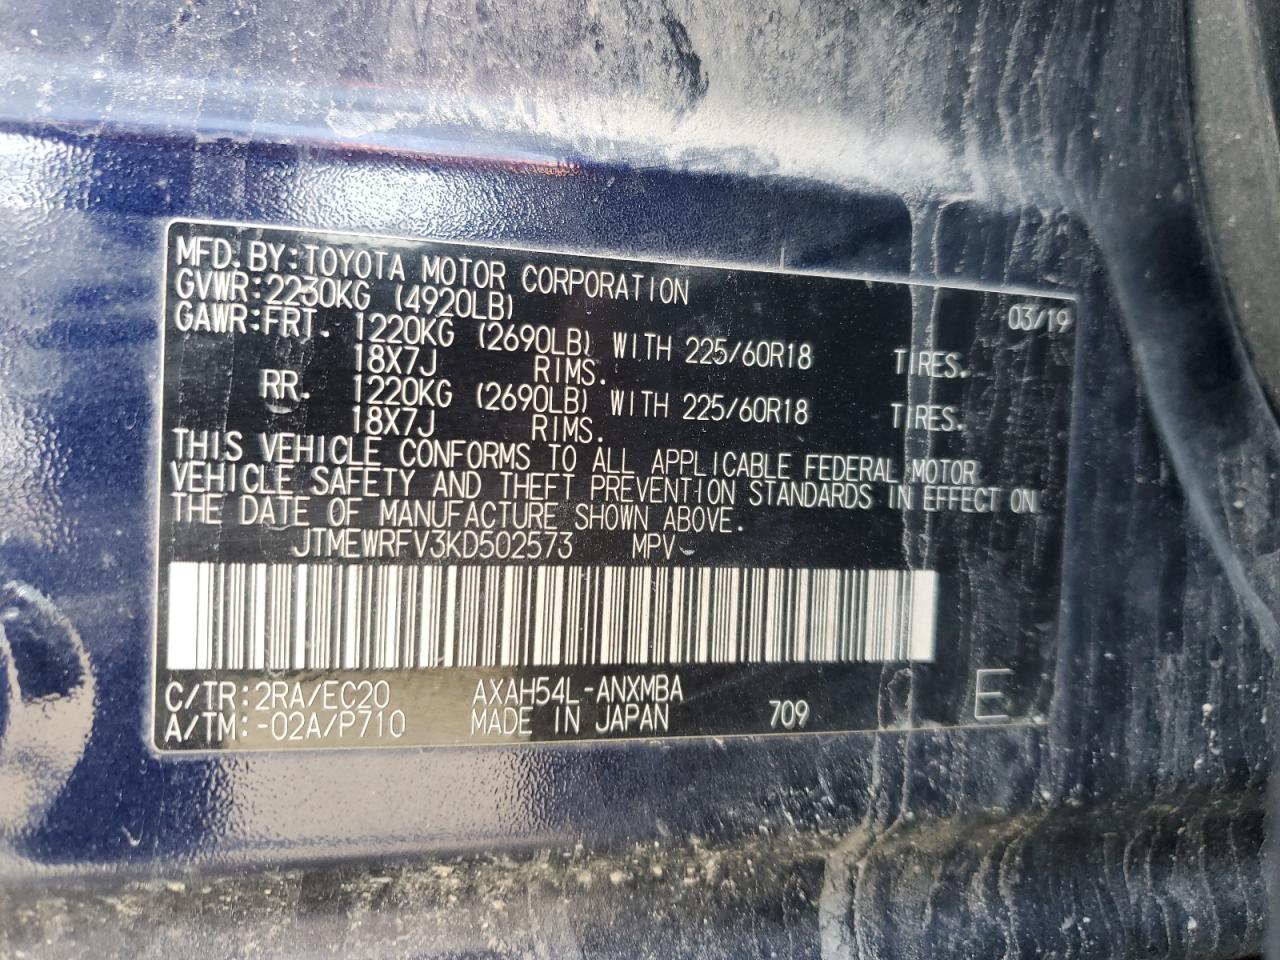 MFD. BY:TOYOTA MOTOR CORPORATION 03/19
GVWR:2230KG (4920LB)
GAWR:FRT. 1220KG (2690LB) WITH 225/60R18 TIRES.
18X7J RIMS.
RR. 1220KG (2690LB) WITH 225/60R18 TIRES.
18X7J RIMS.
THIS VEHICLE CONFORMS TO ALL APPLICABLE FEDERAL MOTOR
VEHICLE SAFETY AND THEFT PREVENTION STANDARDS IN EFFECT ON
THE DATE OF MANUFACTURE SHOWN ABOVE.
JTMEWRFV3KD502573 MPV
C/TR:2RA/EC20 AXAH54L-ANXMBA
A/TM:-02A/P710 MADE IN JAPAN 709 E